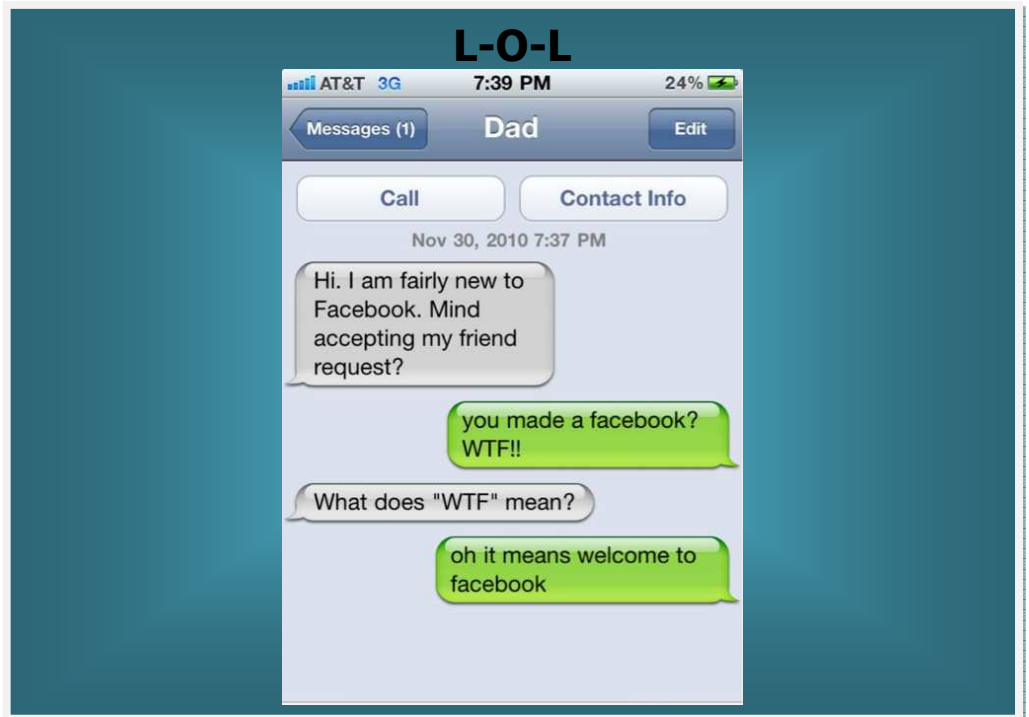 L-O-L
AT&T 3G 7:39 PM 24%
Messages (1) Dad Edit
Call Contact Info
Nov 30, 2010 7:37 PM
Hi. I am fairly new to
Facebook. Mind
accepting my friend
request?
you made a facebook?
WTF!!
What does "WTF" mean?
oh it means welcome to
facebook